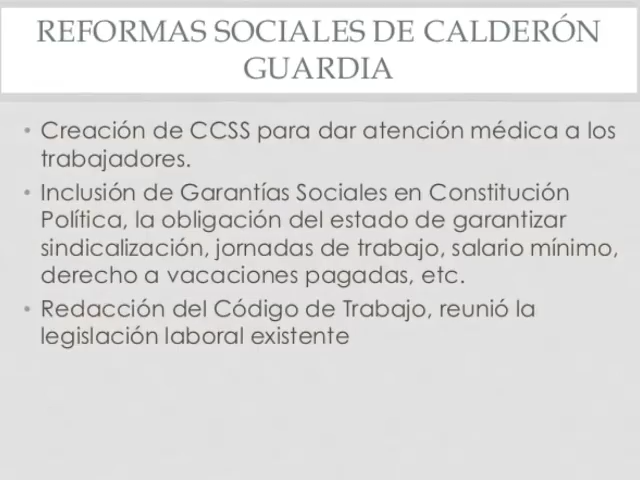 REFORMAS SOCIALES DE CALDERÓN
GUARDIA
• Creación de CCSS para dar atención médica a los
trabajadores.
• Inclusión de Garantías Sociales en Constitución
Política, la obligación del estado de garantizar
sindicalización, jornadas de trabajo, salario mínimo,
derecho a vacaciones pagadas, etc.
• Redacción del Código de Trabajo, reunió la
legislación laboral existente